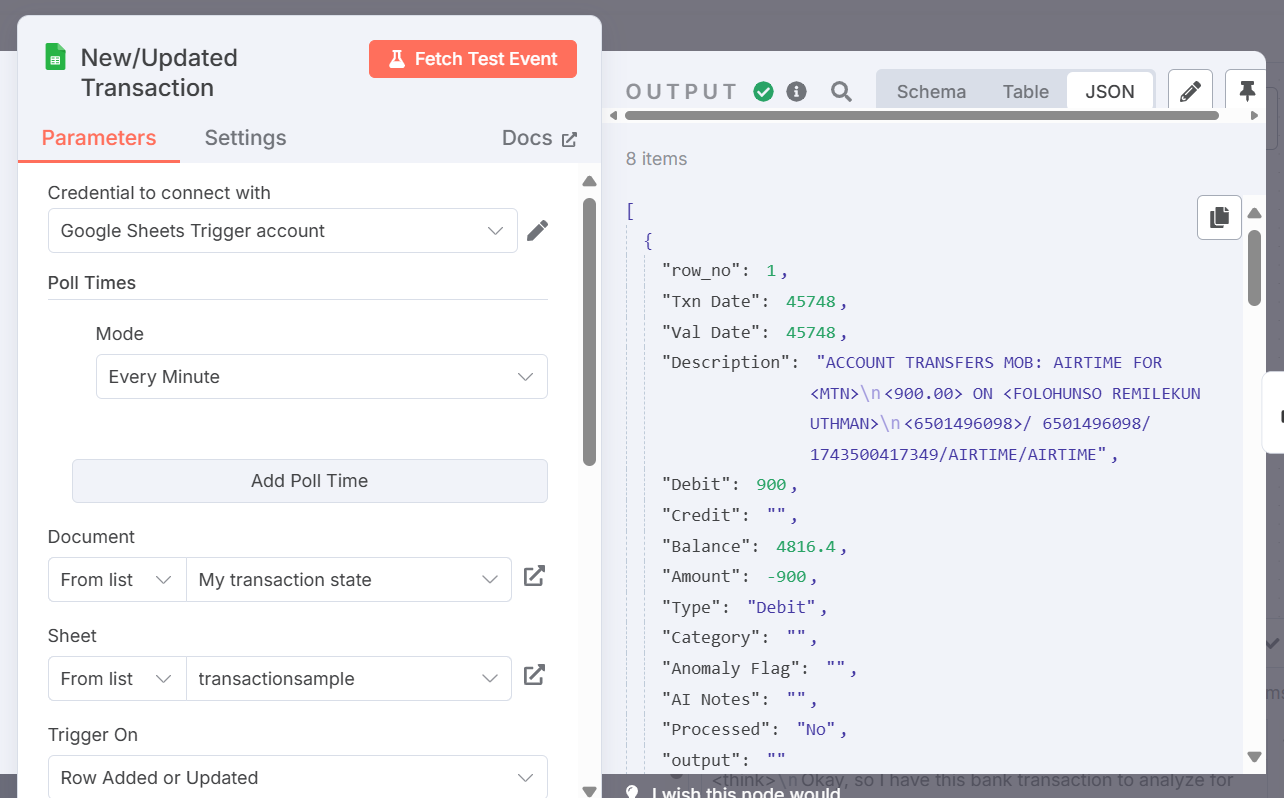 New/Updated
Transaction
Fetch Test Event
Parameters
Settings
Docs
Credential to connect with
Google Sheets Trigger account
Poll Times
Mode
Every Minute
Add Poll Time
Document
From list
My transaction state
Sheet
From list
transactionsample
Trigger On
Row Added or Updated
OUTPUT
Schema
Table
JSON
8 items
[
{
"row_no": 1,
"Txn Date": 45748,
"Val Date": 45748,
"Description": "ACCOUNT TRANSFERS MOB: AIRTIME FOR
<MTN>\n<900.00> ON <FOLOHUNSO REMILEKUN
UTHMAN>\n<6501496098>/ 6501496098/
1743500417349/AIRTIME/AIRTIME",
"Debit": 900,
"Credit": "",
"Balance": 4816.4,
"Amount": -900,
"Type": "Debit",
"Category": "",
"Anomaly Flag": "",
"AI Notes": "",
"Processed": "No",
"output": ""
<think>\nOkay, so I have this bank transaction to analyze for
I wish this node would